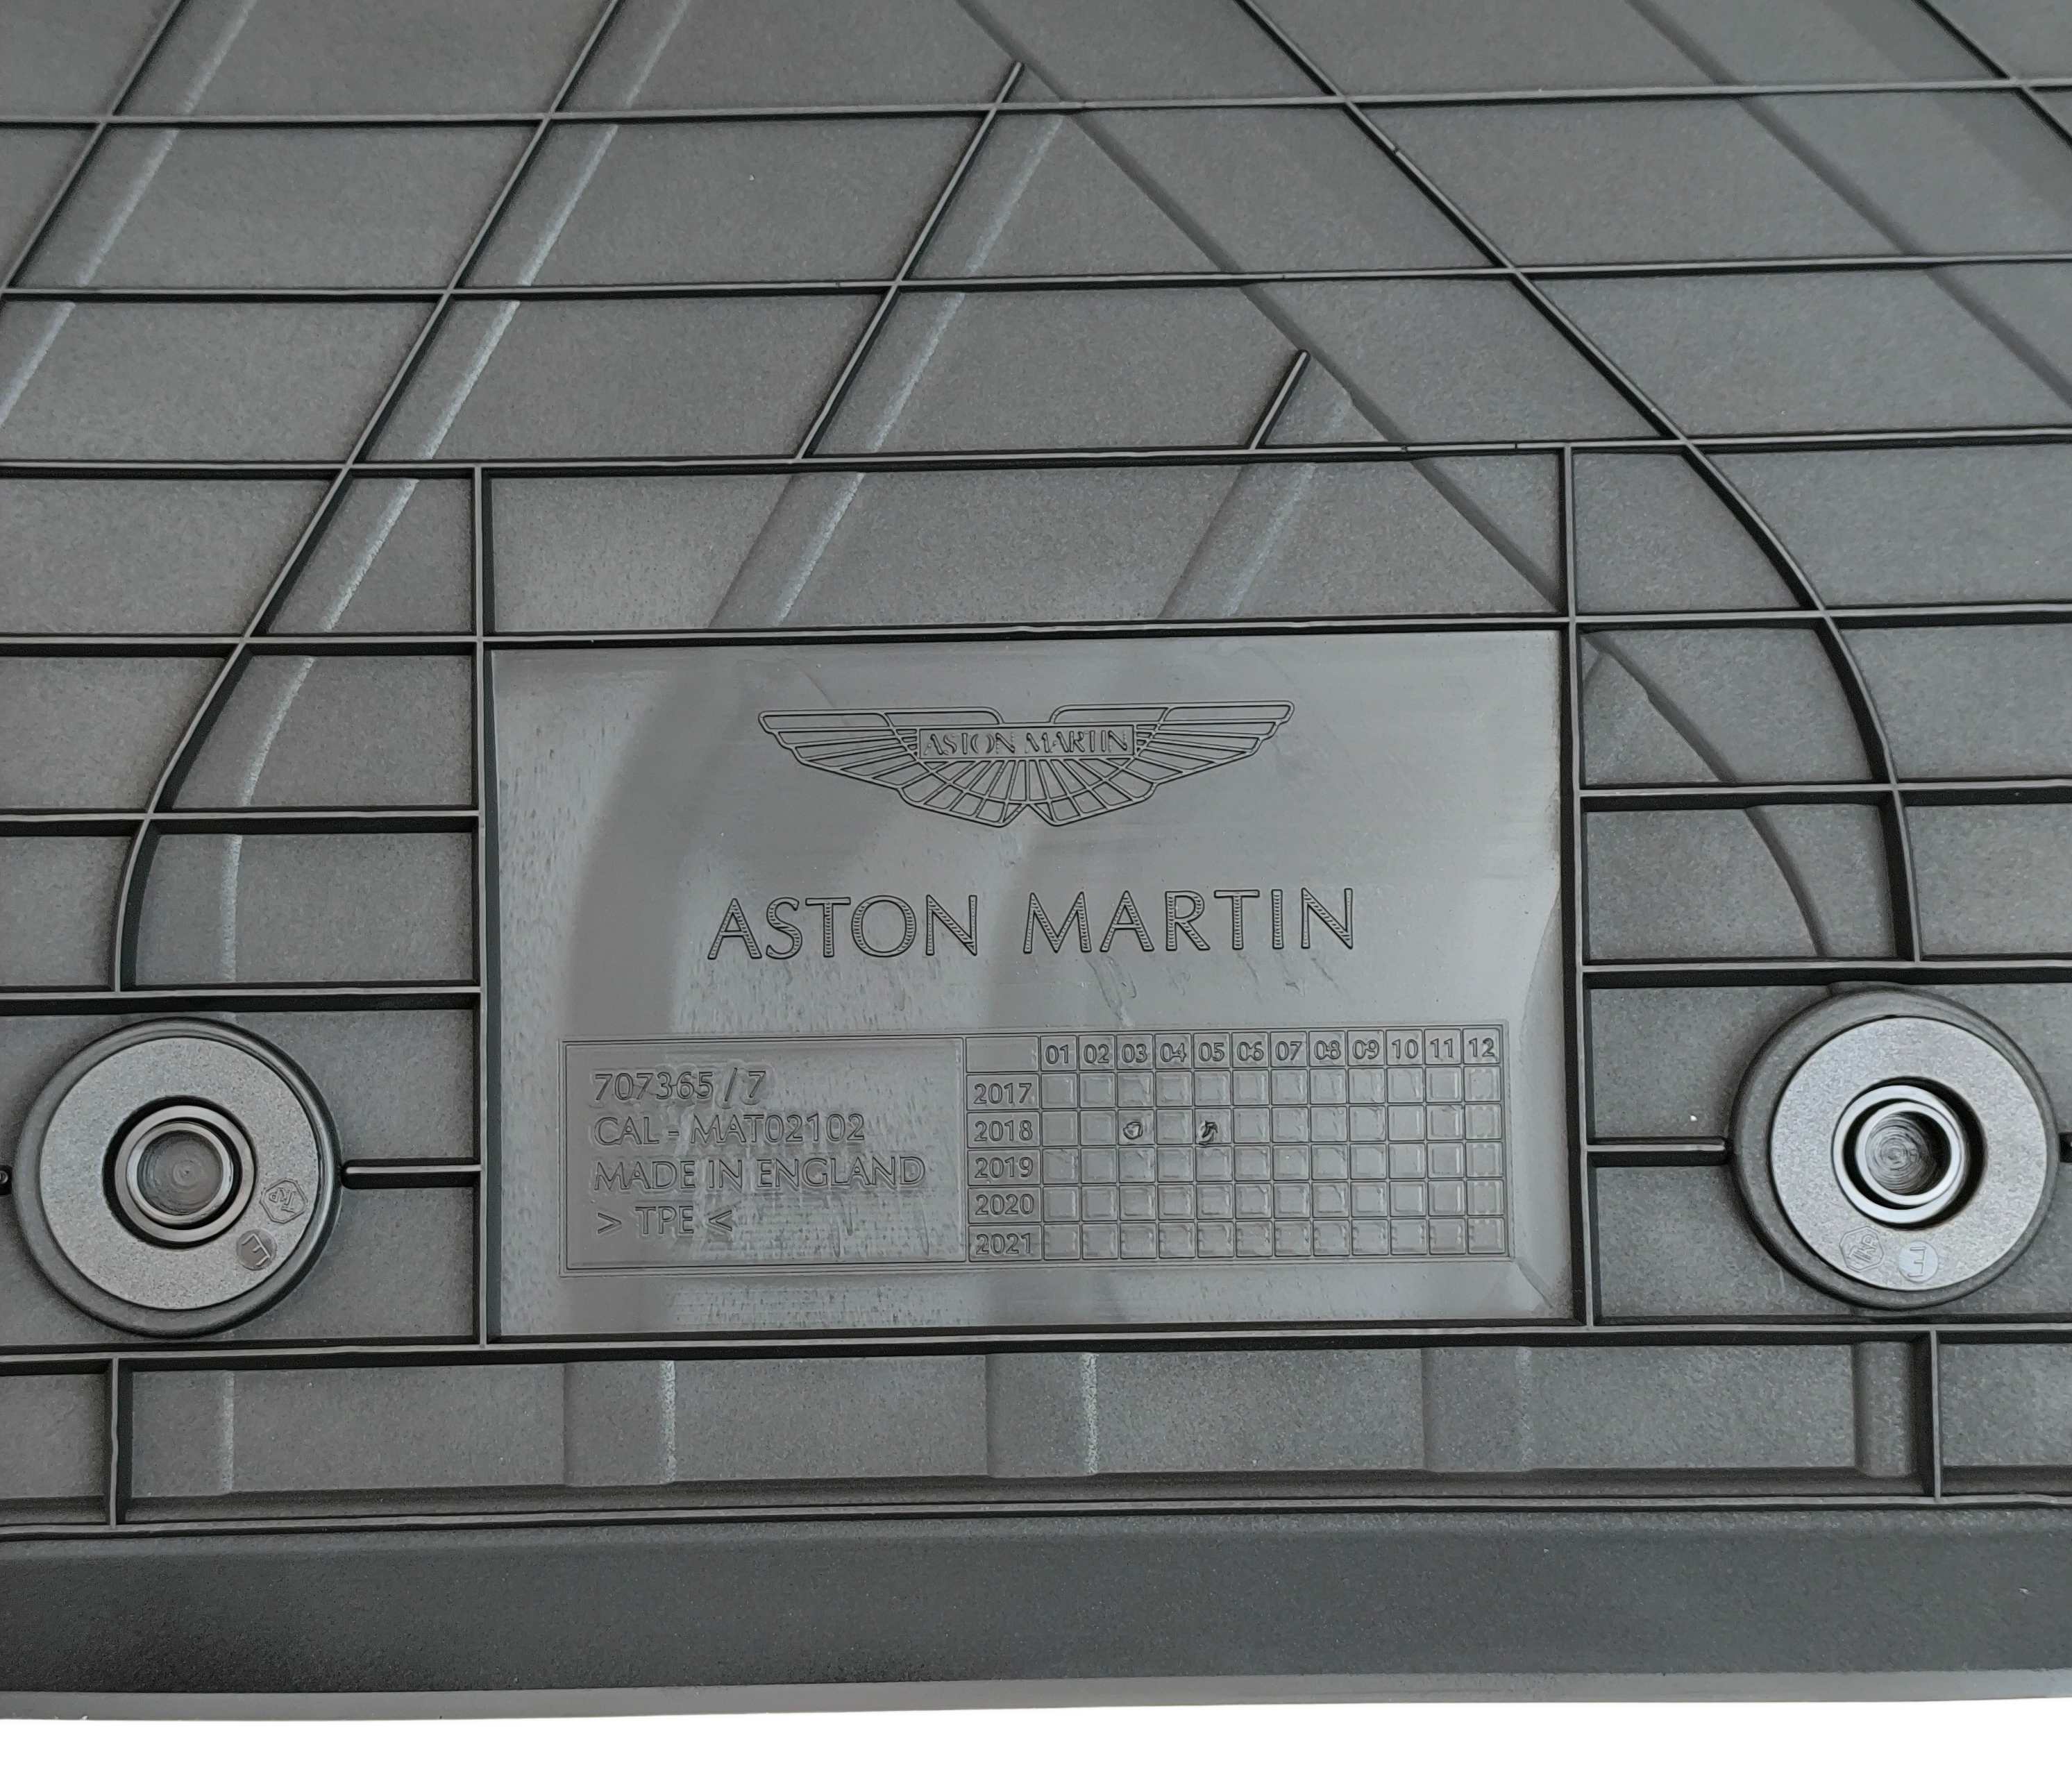 ASTON MARTIN
ASTON MARTIN
707365 / 7
CAL - MAT02102
MADE IN ENGLAND
> TPE <
01 02 03 04 05 06 07 08 09 10 11 12
2017
2018
2019
2020
2021